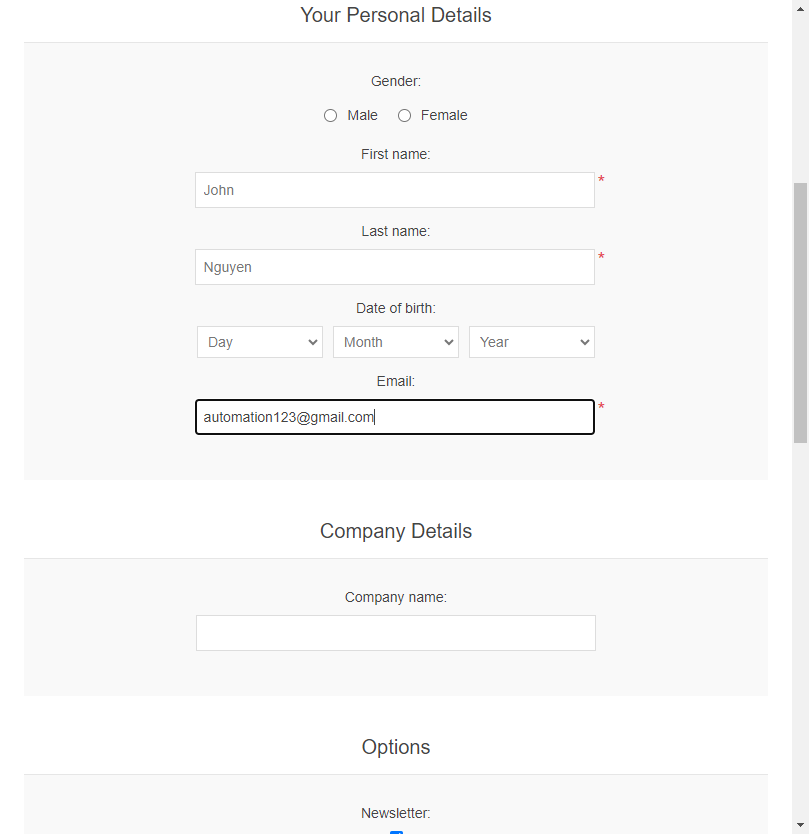 Your Personal Details
Gender:
Male Female
First name:
John *
Last name:
Nguyen *
Date of birth:
Day Month Year
Email:
automation123@gmail.com *
Company Details
Company name:
Options
Newsletter: